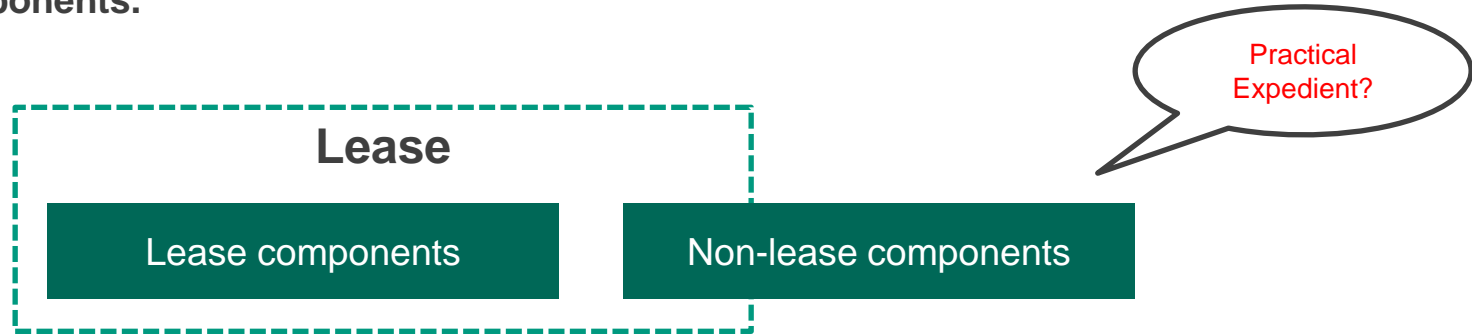 Practical
Expedient?
Lease
Lease components
Non-lease components